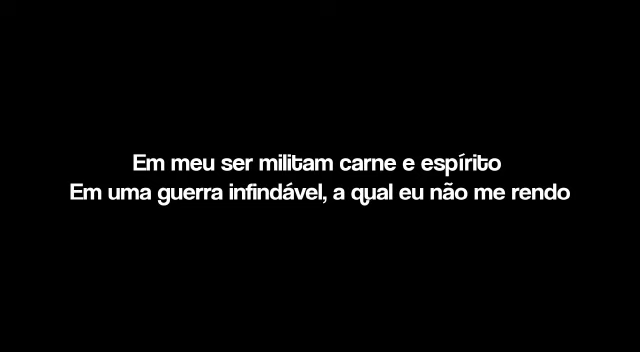 Em meu ser militam carne e espírito
Em uma guerra infindável, a qual eu não me rendo